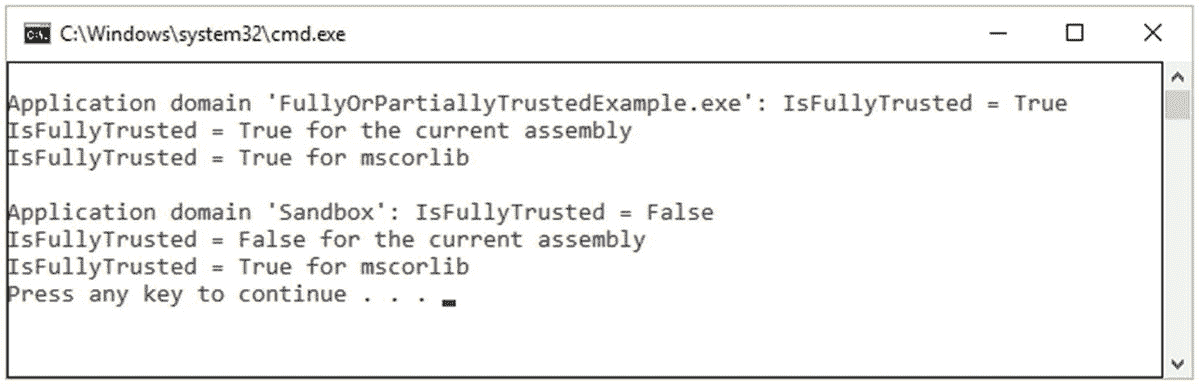 C:\Windows\system32\cmd.exe
Application domain 'FullyOrPartiallyTrustedExample.exe': IsFullyTrusted = True
IsFullyTrusted = True for the current assembly
IsFullyTrusted = True for mscorlib
Application domain 'Sandbox': IsFullyTrusted = False
IsFullyTrusted = False for the current assembly
IsFullyTrusted = True for mscorlib
Press any key to continue . . .